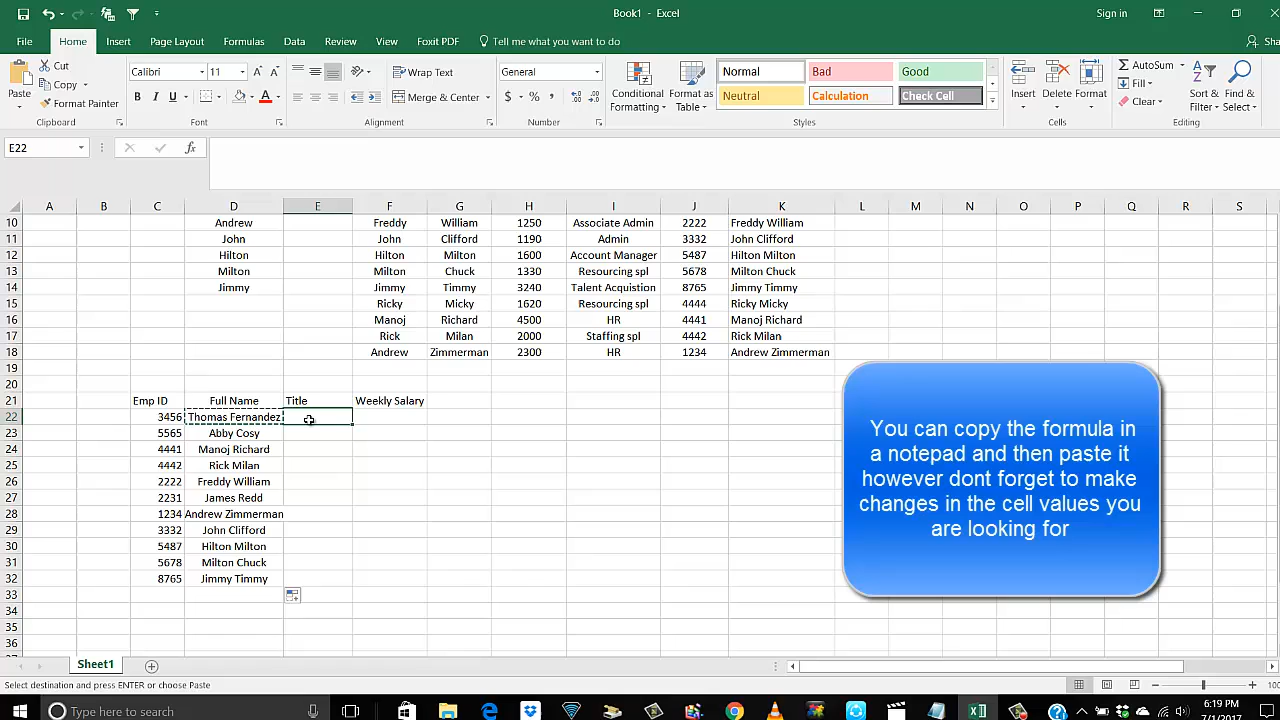 Book1 - Excel
Sign in
File Home Insert Page Layout Formulas Data Review View Foxit PDF Tell me what you want to do Sha
Paste Cut Calibri 11 Wrap Text General Conditional Formatting Format as Table Normal Bad Good Insert Delete Format AutoSum Sort & Filter Find & Select
Copy Fill
Format Painter B I U A Merge & Center $ % , Neutral Calculation Check Cell Clear
Clipboard Font Alignment Number Styles Cells Editing
E22 fx
A B C D E F G H I J K L M N O P Q R S
10 Andrew Freddy William 1250 Associate Admin 2222 Freddy William
11 John John Clifford 1190 Admin 3332 John Clifford
12 Hilton Hilton Milton 1600 Account Manager 5487 Hilton Milton
13 Milton Milton Chuck 1330 Resourcing spl 5678 Milton Chuck
14 Jimmy Jimmy Timmy 3240 Talent Acquistion 8765 Jimmy Timmy
15 Ricky Micky 1620 Resourcing spl 4444 Ricky Micky
16 Manoj Richard 4500 HR 4441 Manoj Richard
17 Rick Milan 2000 Staffing spl 4442 Rick Milan
18 Andrew Zimmerman 2300 HR 1234 Andrew Zimmerman
19
20
21 Emp ID Full Name Title Weekly Salary
22 3456 Thomas Fernandez
23 5565 Abby Cosy
24 4441 Manoj Richard
25 4442 Rick Milan
26 2222 Freddy William
27 2231 James Redd
28 1234 Andrew Zimmerman
29 3332 John Clifford
30 5487 Hilton Milton
31 5678 Milton Chuck
32 8765 Jimmy Timmy
33
34
35
36
You can copy the formula in
a notepad and then paste it
however dont forget to make
changes in the cell values you
are looking for
Sheet1
Select destination and press ENTER or choose Paste
100
Type here to search
6:19 PM